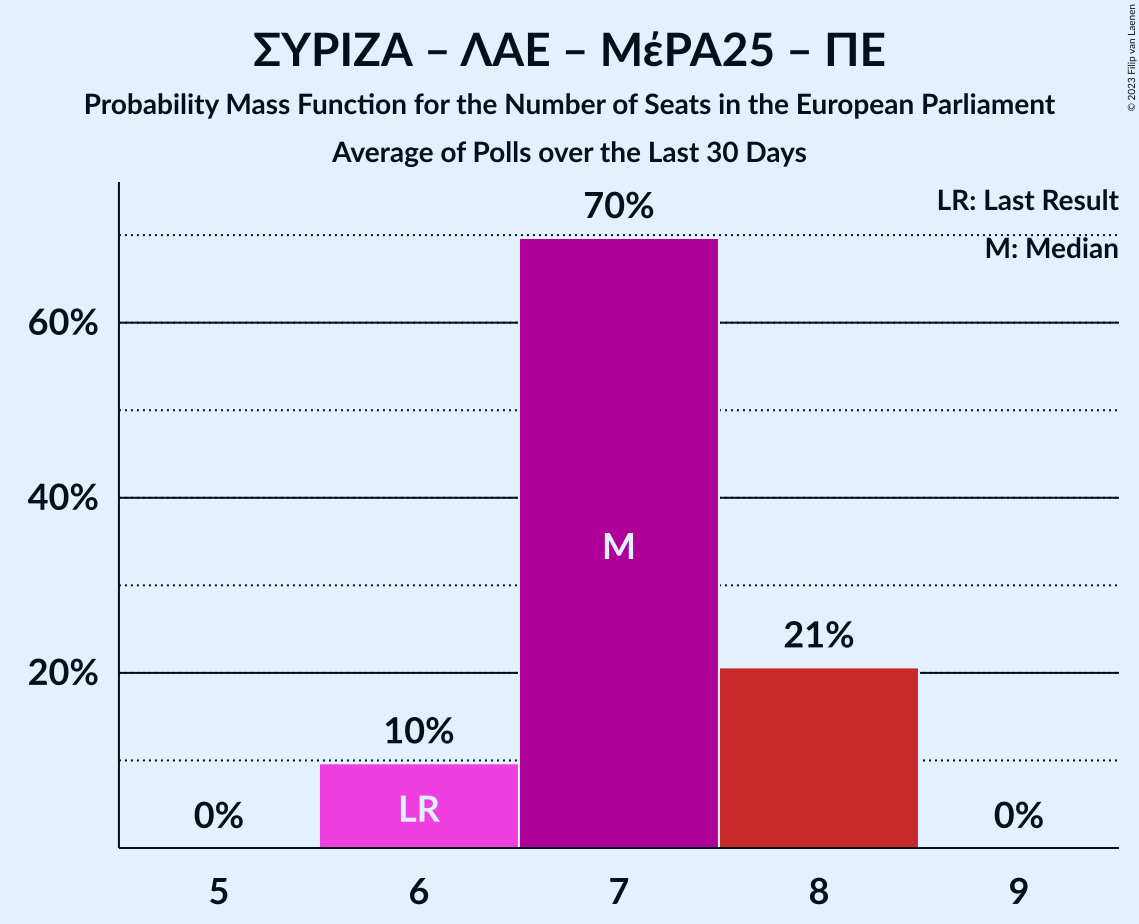 ΣΥΡΙΖΑ – ΛΑΕ – ΜέΡΑ25 – ΠΕ
Probability Mass Function for the Number of Seats in the European Parliament
Average of Polls over the Last 30 Days
© 2023 Filip van Laenen
LR: Last Result
M: Median
70%
60%
40%
M
21%
20%
10%
LR
0%
0%
5 6 7 8 9